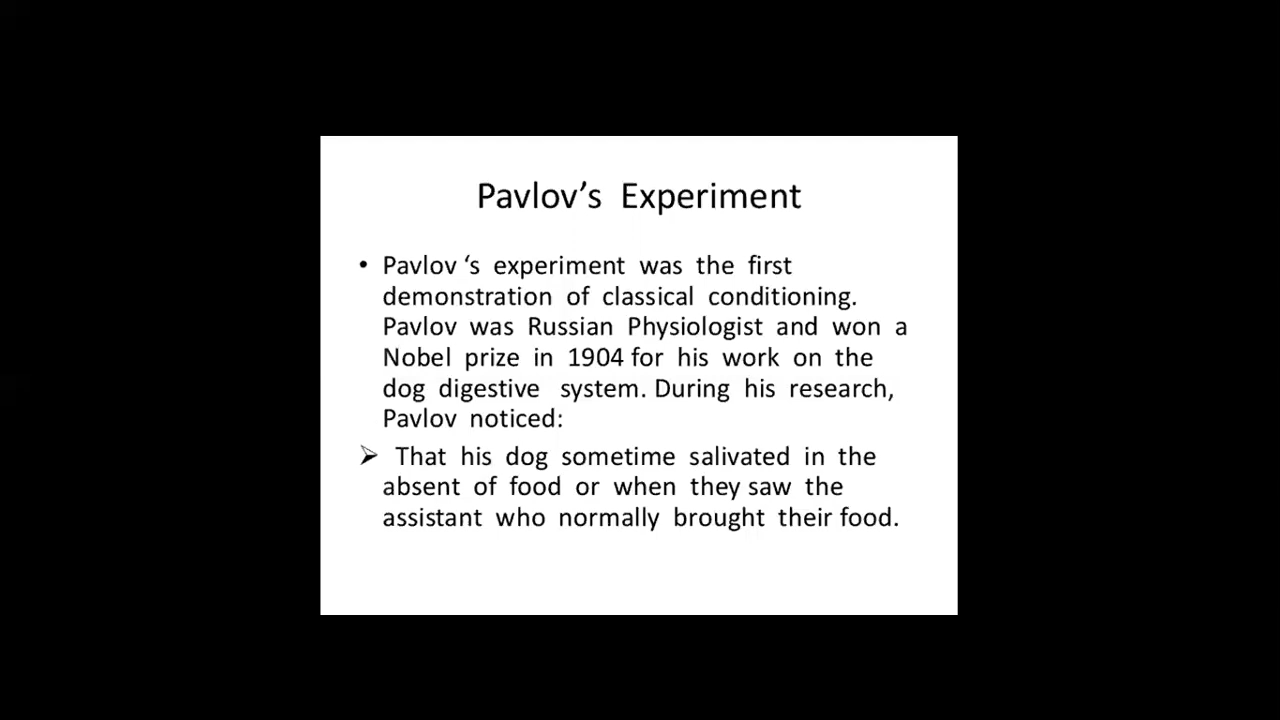 Pavlov’s Experiment
• Pavlov ‘s experiment was the first
demonstration of classical conditioning.
Pavlov was Russian Physiologist and won a
Nobel prize in 1904 for his work on the
dog digestive system. During his research,
Pavlov noticed:
➢ That his dog sometime salivated in the
absent of food or when they saw the
assistant who normally brought their food.